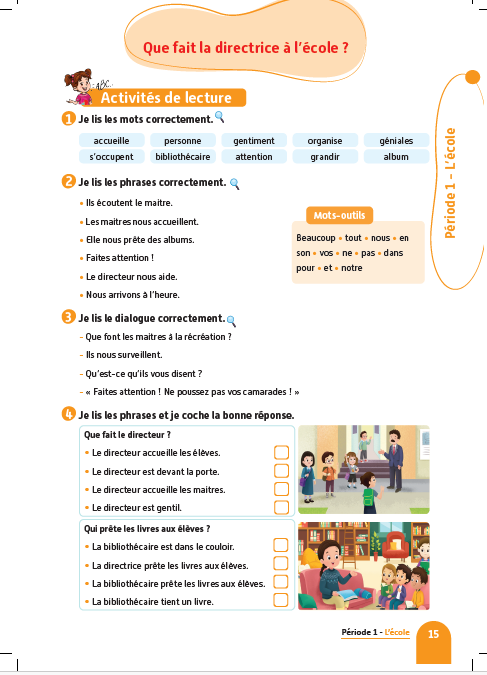 Que fait la directrice à l'école ?
ABC
Activités de lecture
Période 1 - L'école
1 Je lis les mots correctement.
accueille personne gentiment organise géniales
s'occupent bibliothécaire attention grandir album
2 Je lis les phrases correctement.
• Ils écoutent le maitre.
• Les maitres nous accueillent.
• Elle nous prête des albums.
• Faites attention !
• Le directeur nous aide.
• Nous arrivons à l'heure.
Mots-outils
Beaucoup • tout • nous • en
son • vos • ne • pas • dans
pour • et • notre
3 Je lis le dialogue correctement.
- Que font les maitres à la récréation ?
- Ils nous surveillent.
- Qu'est-ce qu'ils vous disent ?
- « Faites attention ! Ne poussez pas vos camarades ! »
4 Je lis les phrases et je coche la bonne réponse.
Que fait le directeur ?
• Le directeur accueille les élèves.
• Le directeur est devant la porte.
• Le directeur accueille les maitres.
• Le directeur est gentil.
Qui prête les livres aux élèves ?
• La bibliothécaire est dans le couloir.
• La directrice prête les livres aux élèves.
• La bibliothécaire prête les livres aux élèves.
• La bibliothécaire tient un livre.
Période 1 - L'école 15